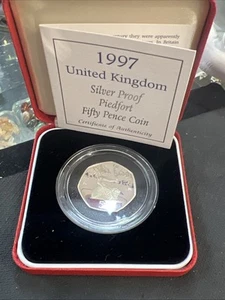 1997
United Kingdom
Silver Proof
Piedfort
Fifty Pence Coin
Certificate of Authenticity